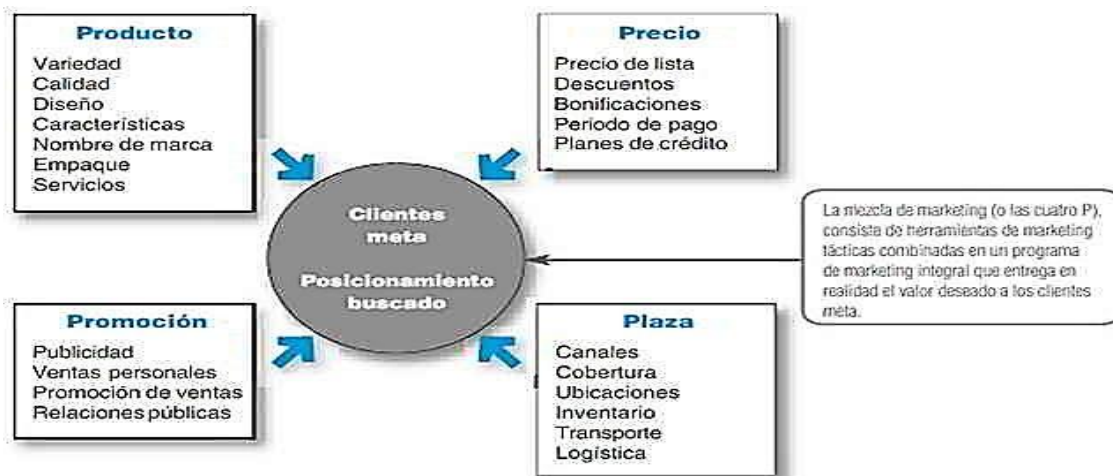 Producto
Variedad
Calidad
Diseño
Características
Nombre de marca
Empaque
Servicios
Precio
Precio de lista
Descuentos
Bonificaciones
Periodo de pago
Planes de crédito
Clientes
meta
Posicionamiento
buscado
La mezcla de marketing (o las cuatro P),
consiste de herramientas de marketing
tácticas combinadas en un programa
de marketing integral que entrega en
realidad el valor deseado a los clientes
meta.
Promoción
Publicidad
Ventas personales
Promoción de ventas
Relaciones públicas
Plaza
Canales
Cobertura
Ubicaciones
Inventario
Transporte
Logística